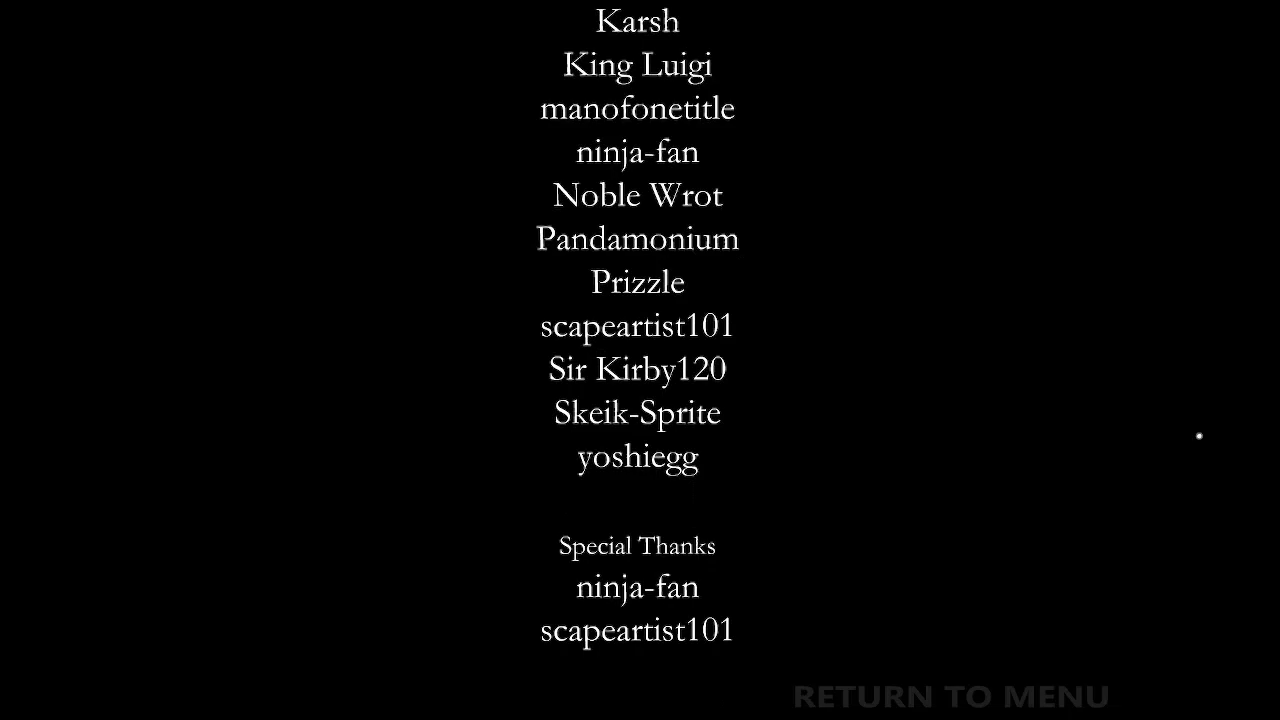 Karsh
King Luigi
manofonetitle
ninja-fan
Noble Wrot
Pandamonium
Prizzle
scapeartist101
Sir Kirby120
Skeik-Sprite
yoshiegg
Special Thanks
ninja-fan
scapeartist101
RETURN TO MENU